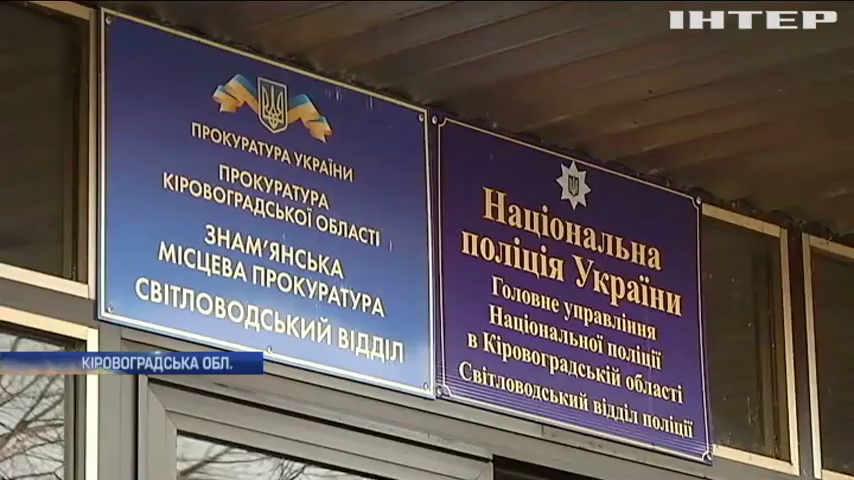 ІНТЕР
ПРОКУРАТУРА УКРАЇНИ
ПРОКУРАТУРА
КІРОВОГРАДСЬКОЇ ОБЛАСТІ
ЗНАМ'ЯНСЬКА
МІСЦЕВА ПРОКУРАТУРА
СВІТЛОВОДСЬКИЙ ВІДДІЛ
Національна
поліція України
Головне управління
Національної поліції
в Кіровоградській області
Світловодський відділ поліції
КІРОВОГРАДСЬКА ОБЛ.